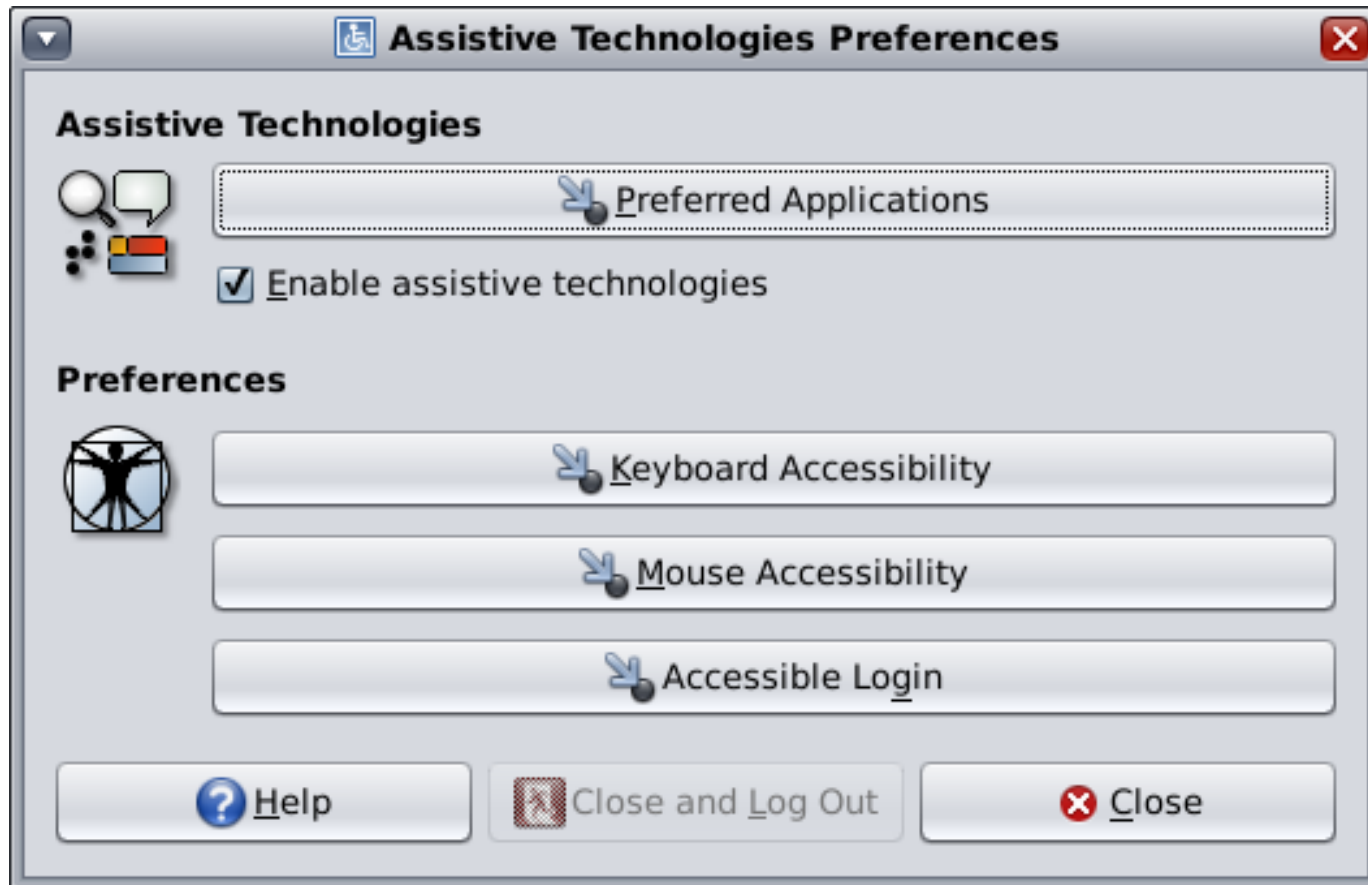 Assistive Technologies Preferences
Assistive Technologies
Preferred Applications
Enable assistive technologies
Preferences
Keyboard Accessibility
Mouse Accessibility
Accessible Login
Help
Close and Log Out
Close